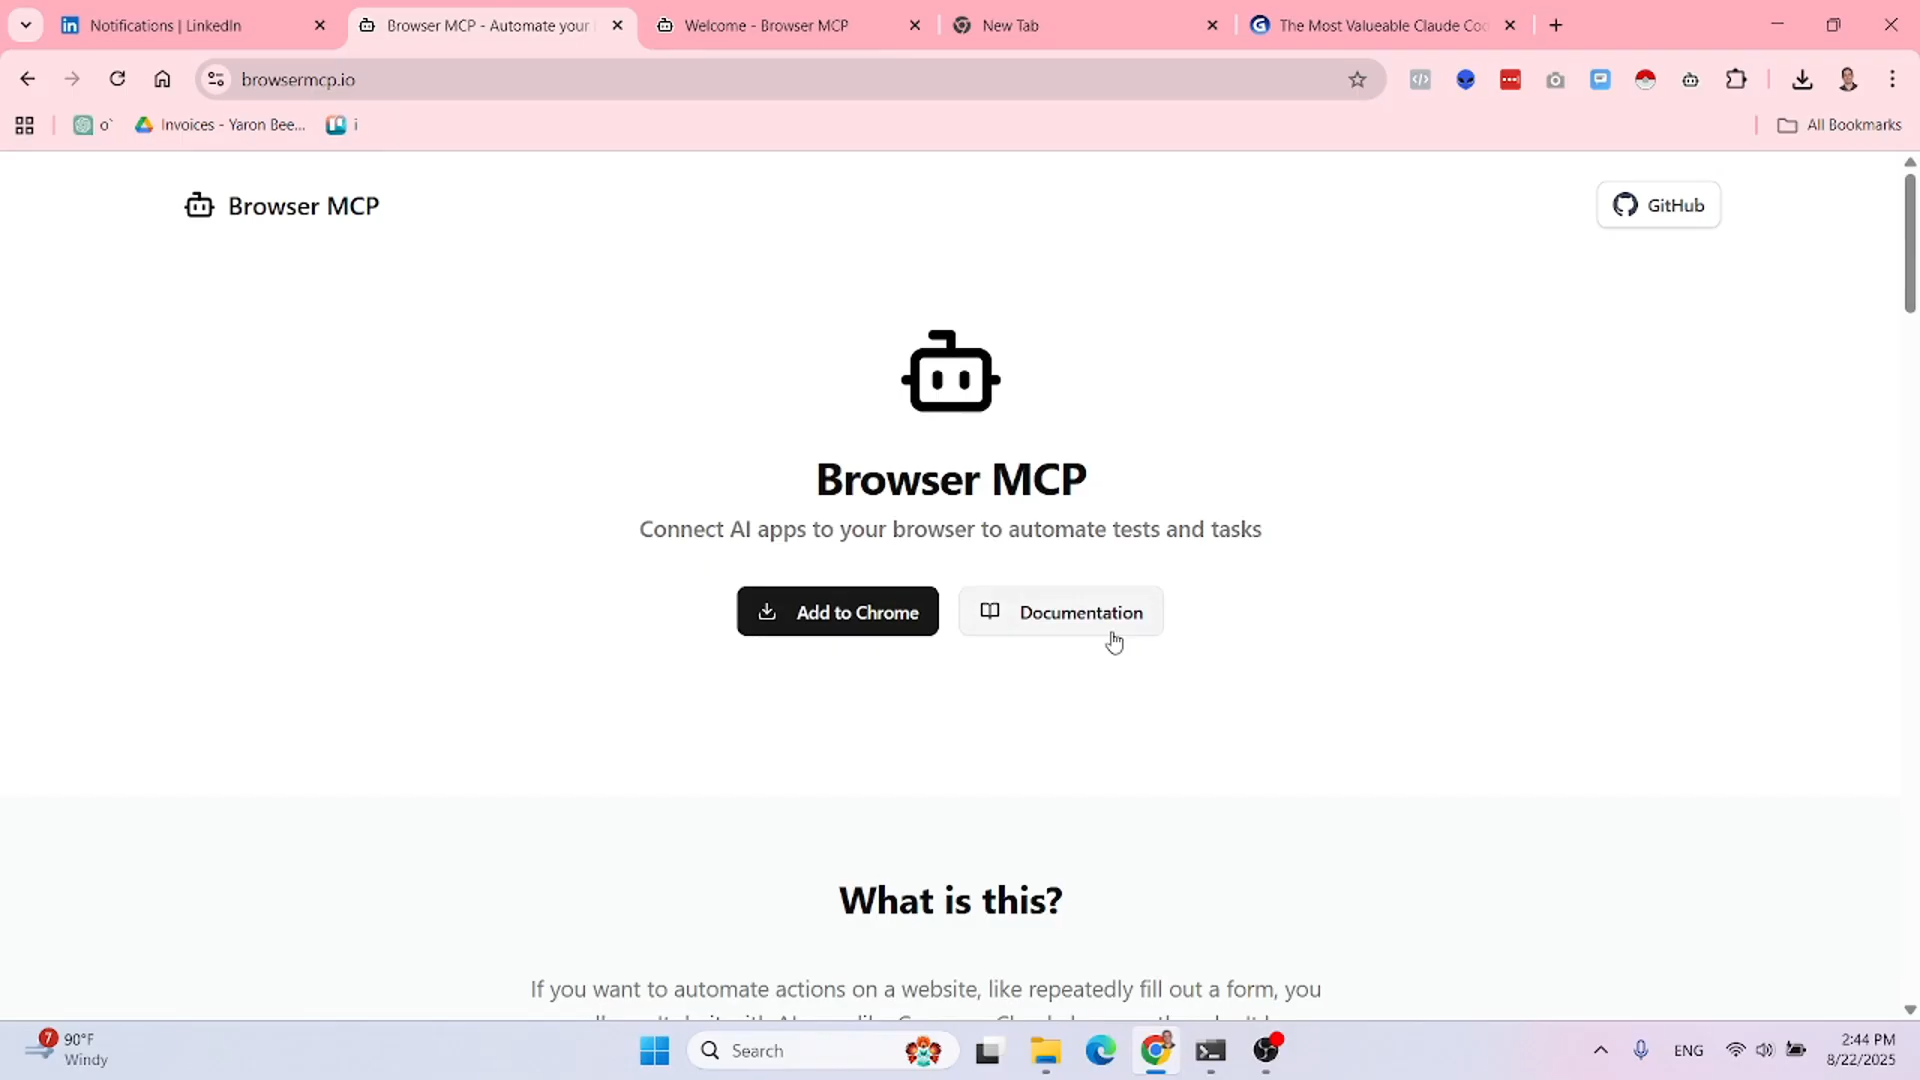 Notifications | LinkedIn
Browser MCP - Automate your
Welcome - Browser MCP
New Tab
The Most Valueable Claude Co
browsermcp.io
Invoices - Yaron Bee...
i
All Bookmarks
Browser MCP
GitHub
Browser MCP
Connect AI apps to your browser to automate tests and tasks
Add to Chrome
Documentation
What is this?
If you want to automate actions on a website, like repeatedly fill out a form, you
7
90°F
Windy
Search
ENG
2:44 PM
8/22/2025